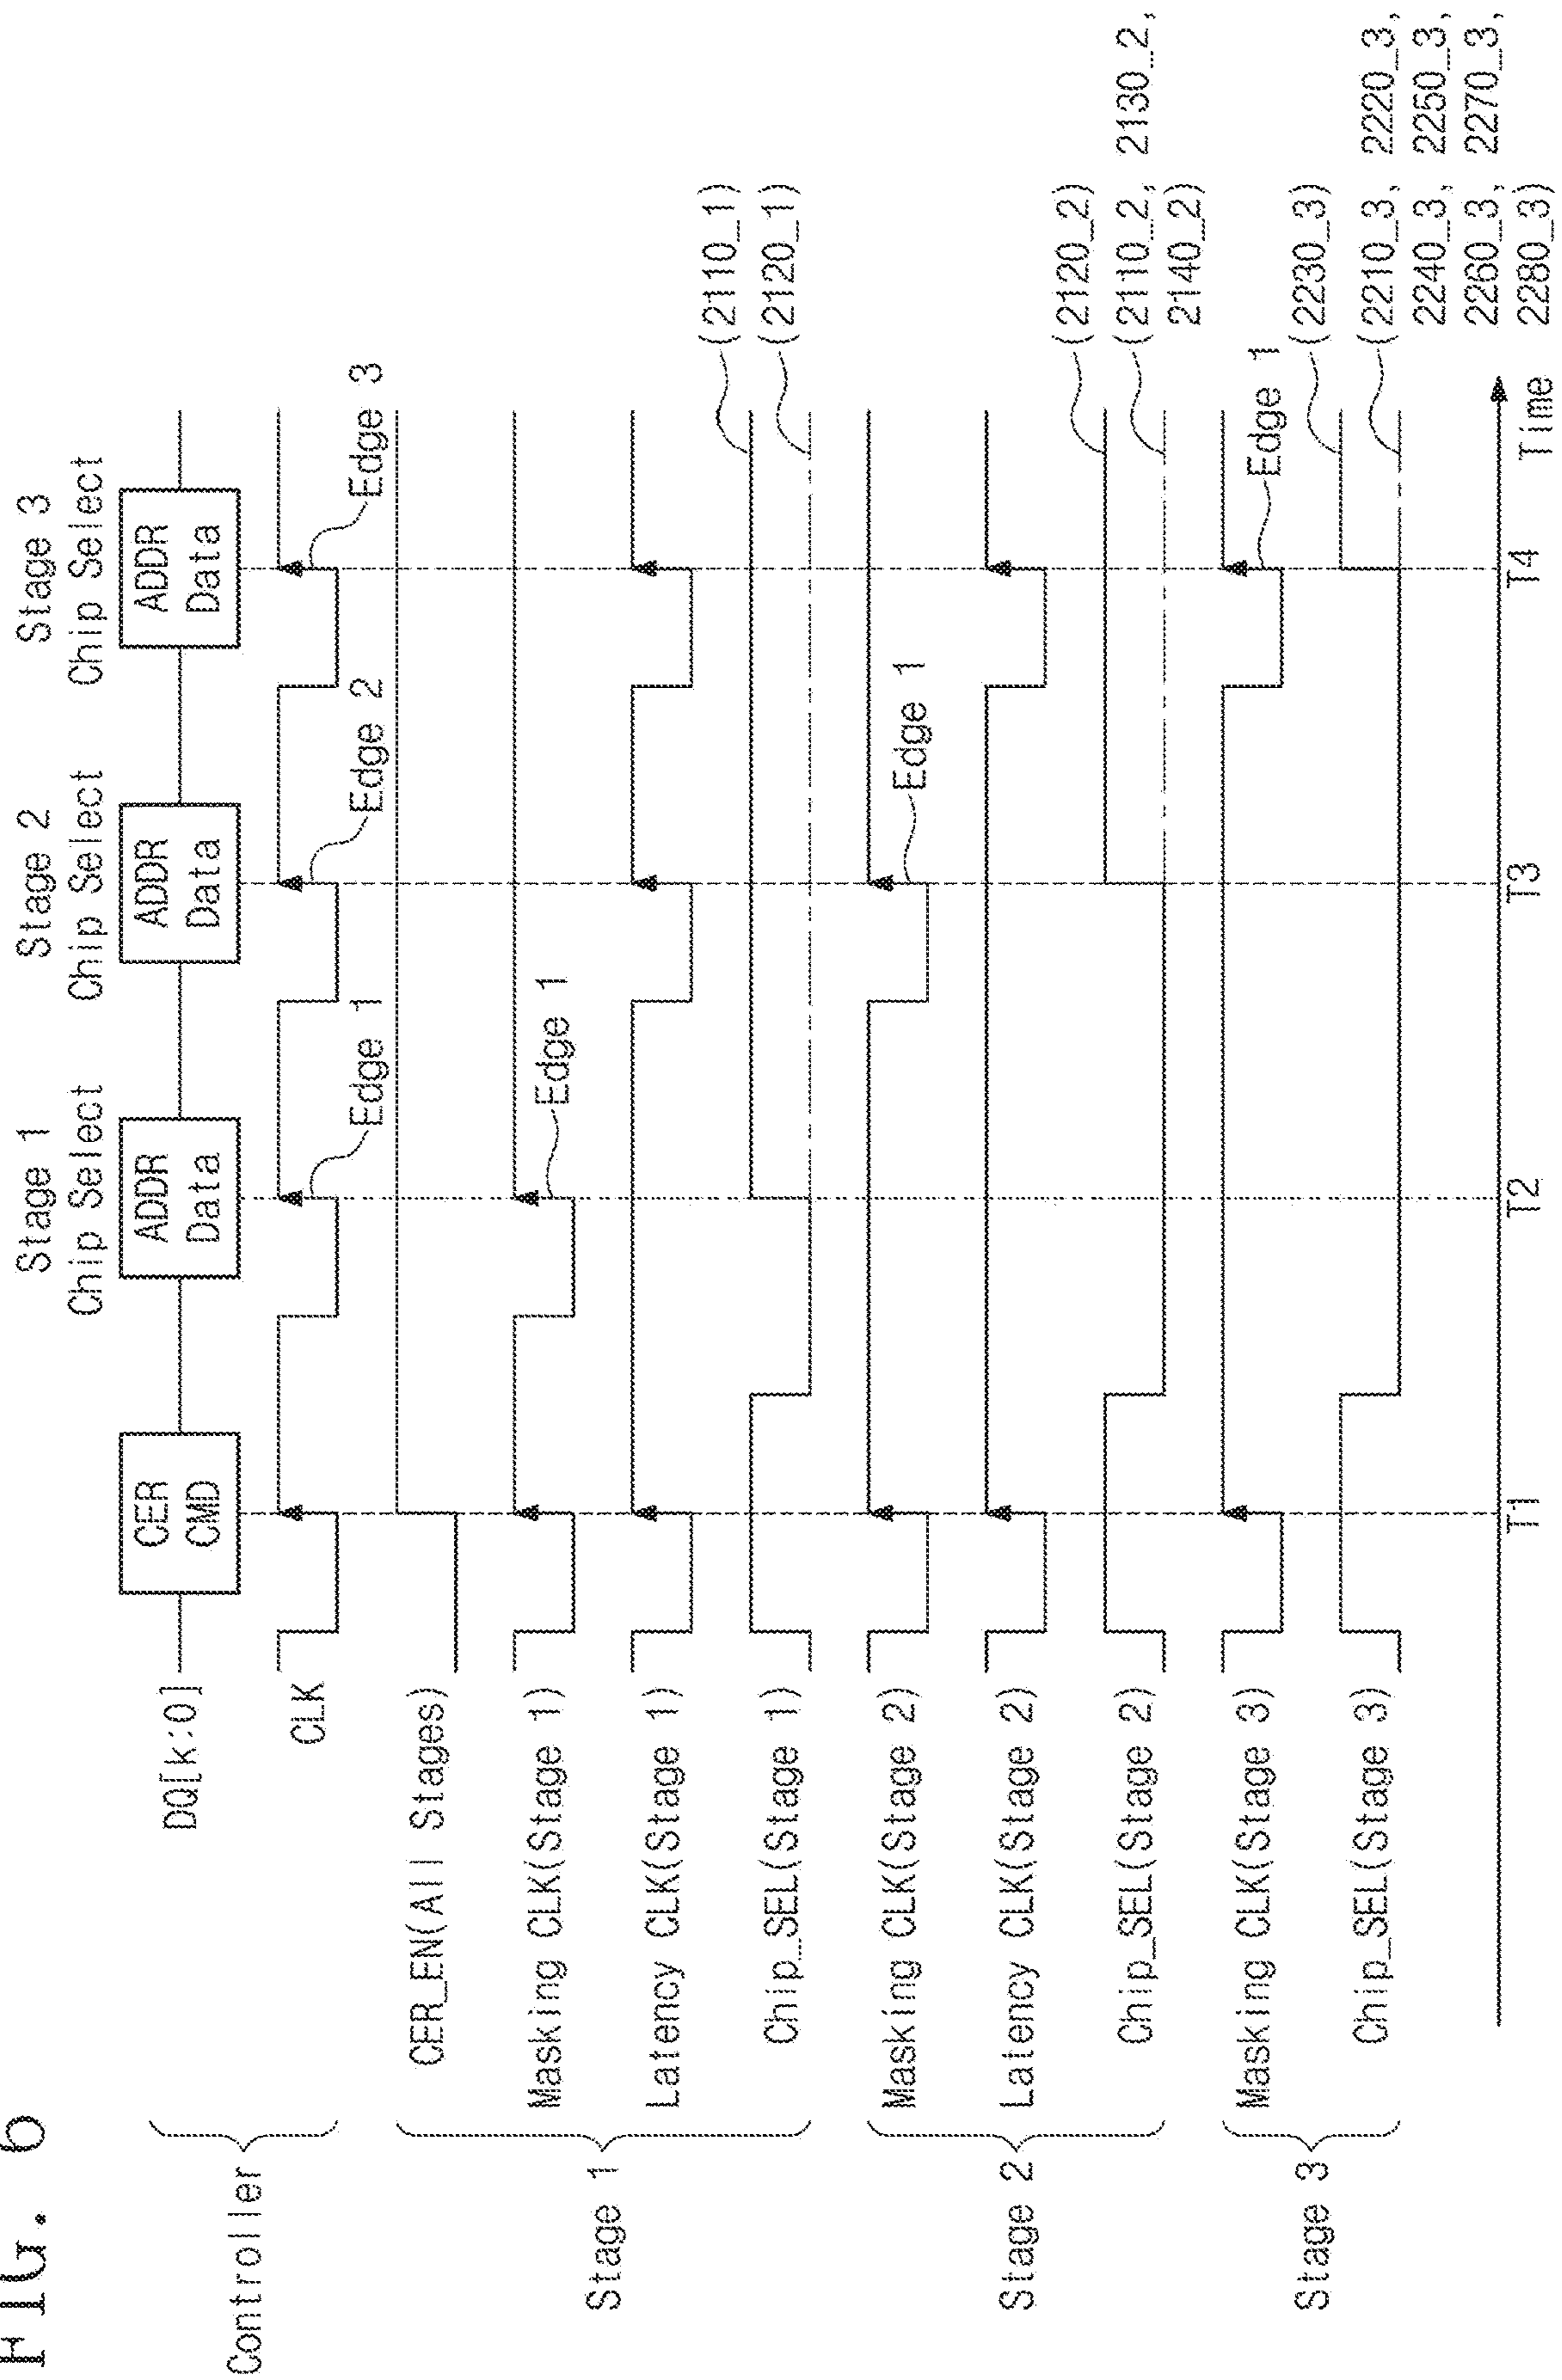 FIG. 6
Stage 1
Chip Select
Stage 2
Chip Select
Stage 3
Chip Select
Controller
DQ[k:0]
CER
CMD
ADDR
Data
ADDR
Data
ADDR
Data
CLK
Edge 1
Edge 2
Edge 3
Stage 1
CER_EN(All Stages)
Masking CLK(Stage 1)
Edge 1
Latency CLK(Stage 1)
Chip_SEL(Stage 1)
(2110_1)
(2120_1)
Stage 2
Masking CLK(Stage 2)
Edge 1
Latency CLK(Stage 2)
Chip_SEL(Stage 2)
(2120_2)
(2110_2, 2130_2,
2140_2)
Stage 3
Masking CLK(Stage 3)
Edge 1
Chip_SEL(Stage 3)
(2230_3)
(2210_3, 2220_3,
2240_3, 2250_3,
2260_3, 2270_3,
2280_3)
T1
T2
T3
T4
Time